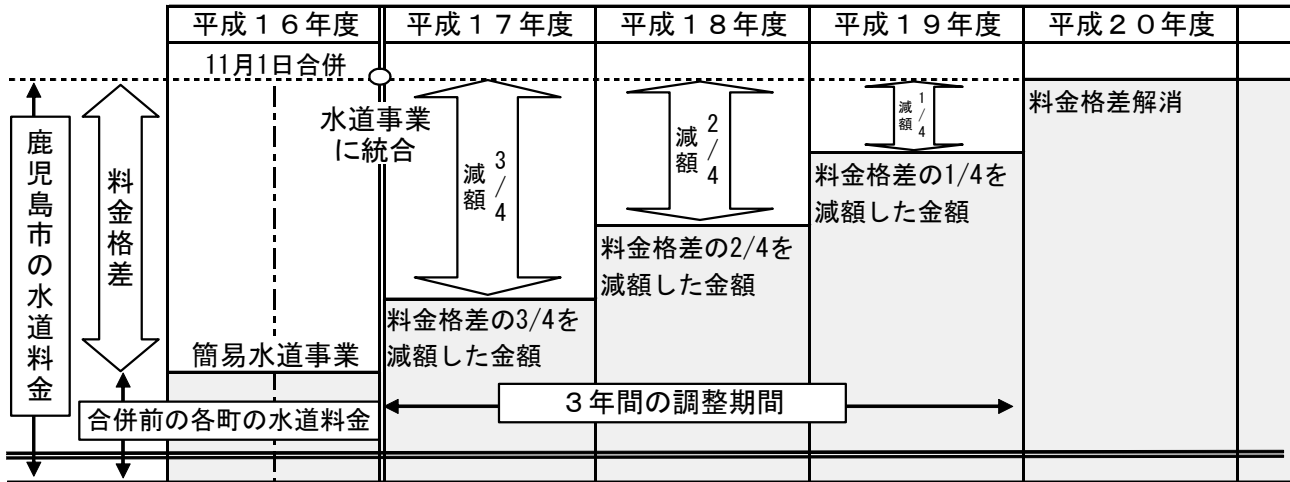 平成１６年度
平成１７年度
平成１８年度
平成１９年度
平成２０年度
11月1日合併
鹿児島市の水道料金
料金格差
水道事業
に統合
減額
3/4
減額
2/4
減額
1/4
料金格差解消
料金格差の1/4を
減額した金額
料金格差の2/4を
減額した金額
料金格差の3/4を
減額した金額
簡易水道事業
合併前の各町の水道料金
３年間の調整期間